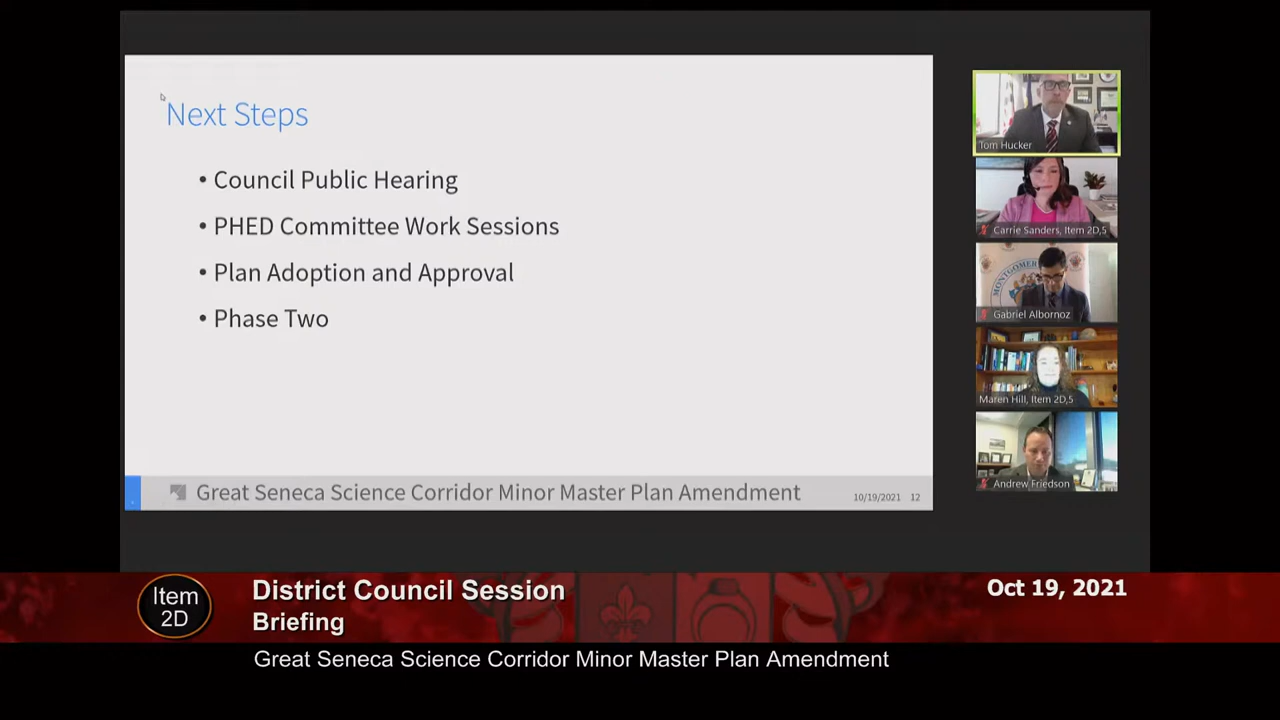 Next Steps
• Council Public Hearing
• PHED Committee Work Sessions
• Plan Adoption and Approval
• Phase Two
Great Seneca Science Corridor Minor Master Plan Amendment
10/19/2021 12
Tom Hucker
Carrie Sanders, Item 2D,5
MONTGOMER
Gabriel Albornoz
Maren Hill, Item 2D,5
Andrew Friedson
Item
2D
District Council Session
Briefing
Oct 19, 2021
Great Seneca Science Corridor Minor Master Plan Amendment